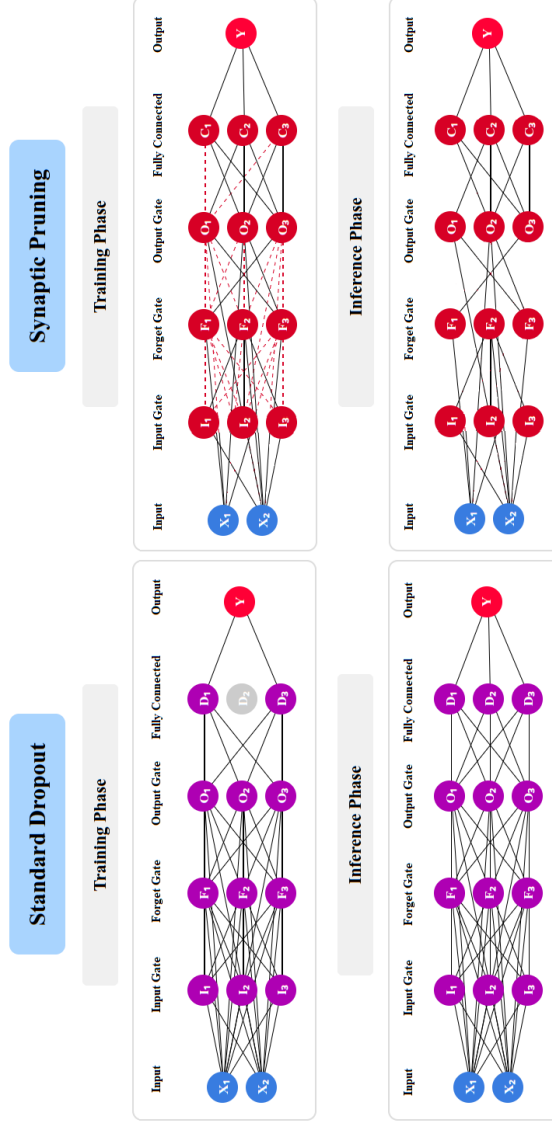 Standard Dropout
Training Phase
Input Input Gate Forget Gate Output Gate Fully Connected Output
I₁ F₁ O₁ D₁
X₁
I₂ F₂ O₂ D₂ Y
X₂
I₃ F₃ O₃ D₃
Inference Phase
Input Input Gate Forget Gate Output Gate Fully Connected Output
I₁ F₁ O₁ D₁
X₁
I₂ F₂ O₂ D₂ Y
X₂
I₃ F₃ O₃ D₃
Synaptic Pruning
Training Phase
Input Input Gate Forget Gate Output Gate Fully Connected Output
I₁ F₁ O₁ C₁
X₁
I₂ F₂ O₂ C₂ Y
X₂
I₃ F₃ O₃ C₃
Inference Phase
Input Input Gate Forget Gate Output Gate Fully Connected Output
I₁ F₁ O₁ C₁
X₁
I₂ F₂ O₂ C₂ Y
X₂
I₃ F₃ O₃ C₃